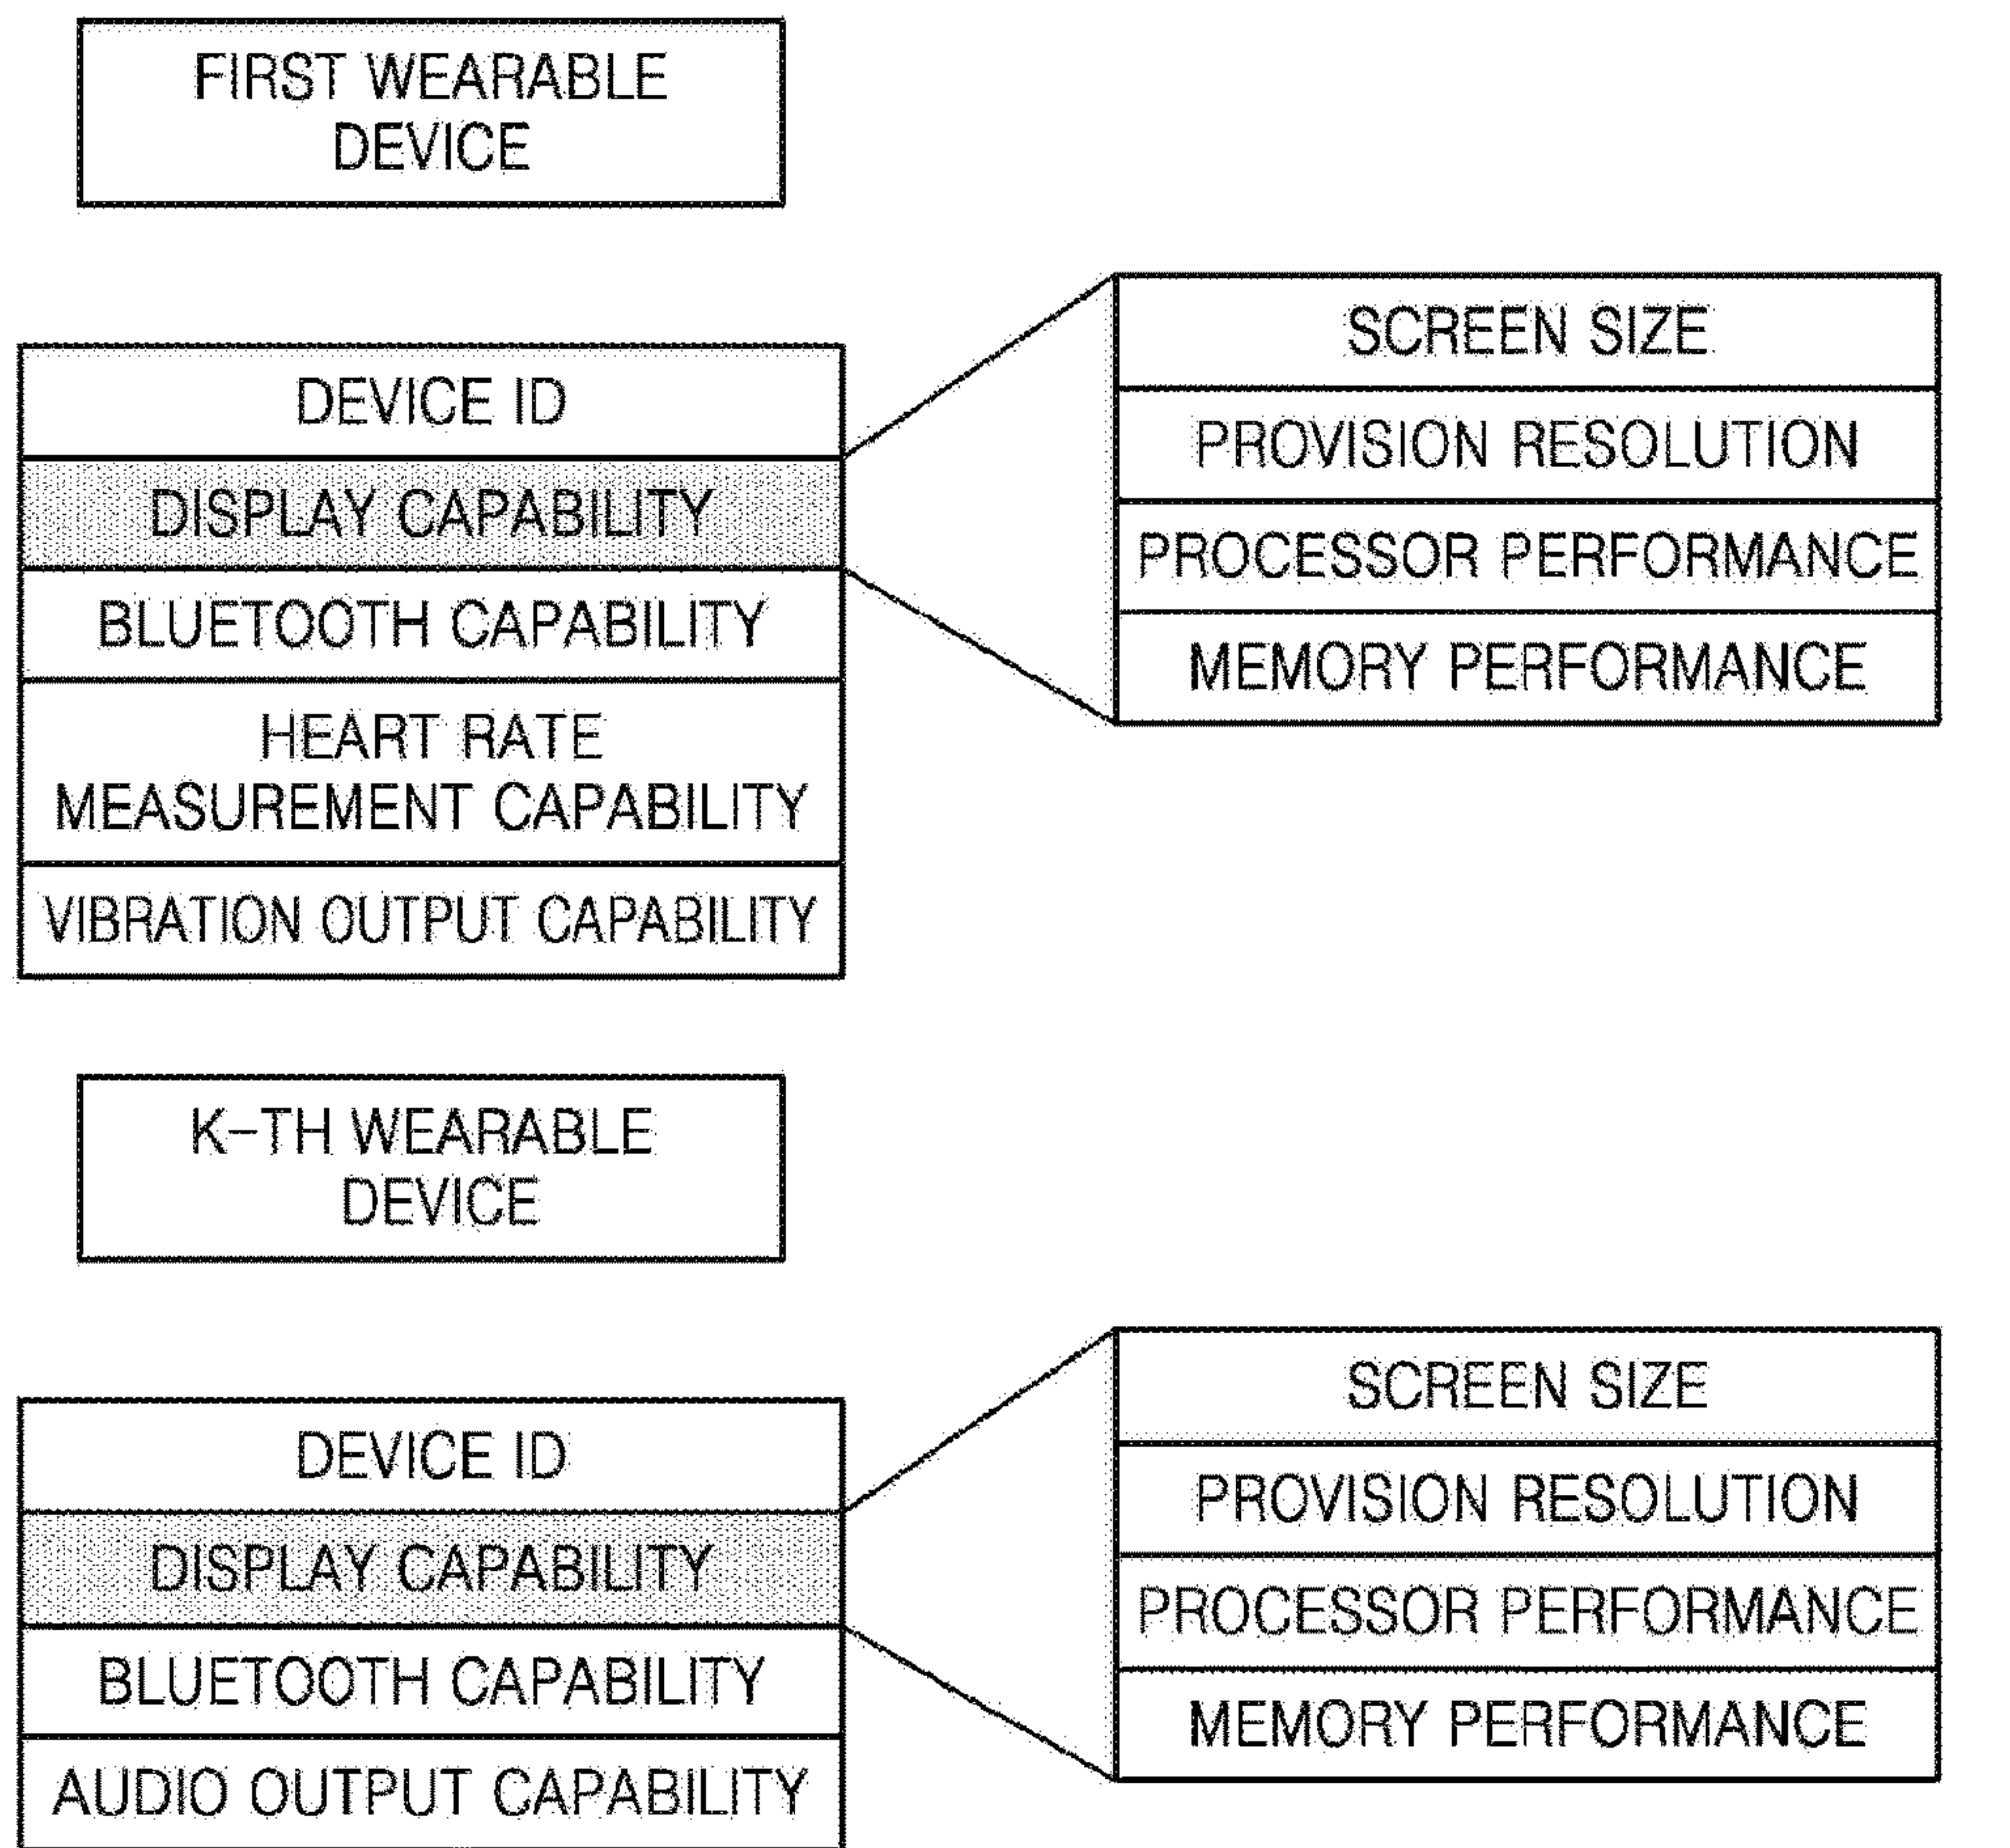 FIRST WEARABLE
DEVICE
DEVICE ID
DISPLAY CAPABILITY
BLUETOOTH CAPABILITY
HEART RATE
MEASUREMENT CAPABILITY
VIBRATION OUTPUT CAPABILITY
SCREEN SIZE
PROVISION RESOLUTION
PROCESSOR PERFORMANCE
MEMORY PERFORMANCE
K-TH WEARABLE
DEVICE
DEVICE ID
DISPLAY CAPABILITY
BLUETOOTH CAPABILITY
AUDIO OUTPUT CAPABILITY
SCREEN SIZE
PROVISION RESOLUTION
PROCESSOR PERFORMANCE
MEMORY PERFORMANCE